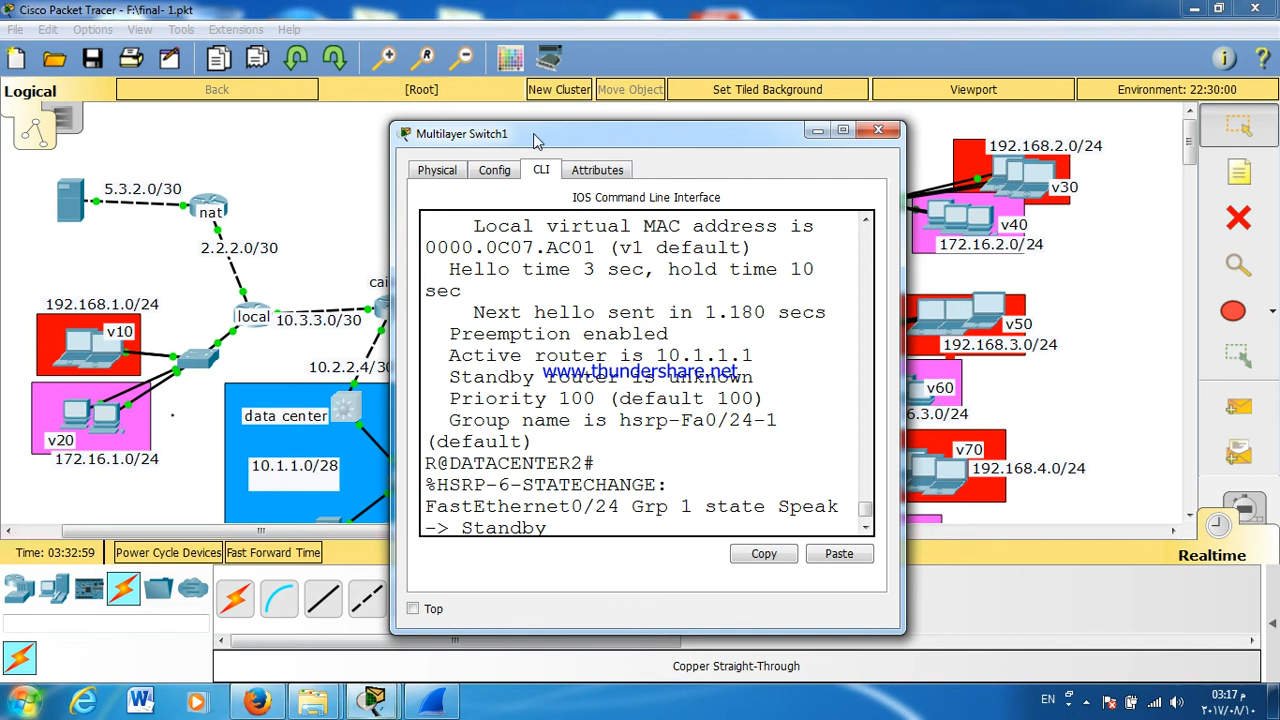 Cisco Packet Tracer - F:\final- 1.pkt
File Edit Options View Tools Extensions Help
Logical Back [Root] New Cluster Move Object Set Tiled Background Viewport Environment: 22:30:00
5.3.2.0/30
nat
2.2.2.0/30
192.168.1.0/24
v10
local
10.3.3.0/30
cai
10.2.2.4/30
data center
v20
172.16.1.0/24
10.1.1.0/28
Multilayer Switch1
Physical Config CLI Attributes
IOS Command Line Interface
Local virtual MAC address is
0000.0C07.AC01 (v1 default)
Hello time 3 sec, hold time 10
sec
Next hello sent in 1.180 secs
Preemption enabled
Active router is 10.1.1.1
www.thundershare.net
Standby router is unknown
Priority 100 (default 100)
Group name is hsrp-Fa0/24-1
(default)
R@DATACENTER2#
%HSRP-6-STATECHANGE:
FastEthernet0/24 Grp 1 state Speak
-> Standby
Copy Paste
Top
192.168.2.0/24
v30
v40
172.16.2.0/24
v50
192.168.3.0/24
v60
6.3.0/24
v70
192.168.4.0/24
Time: 03:32:59 Power Cycle Devices Fast Forward Time Realtime
Copper Straight-Through
EN
03:17 م
٢٠١٧/٠٨/١٠